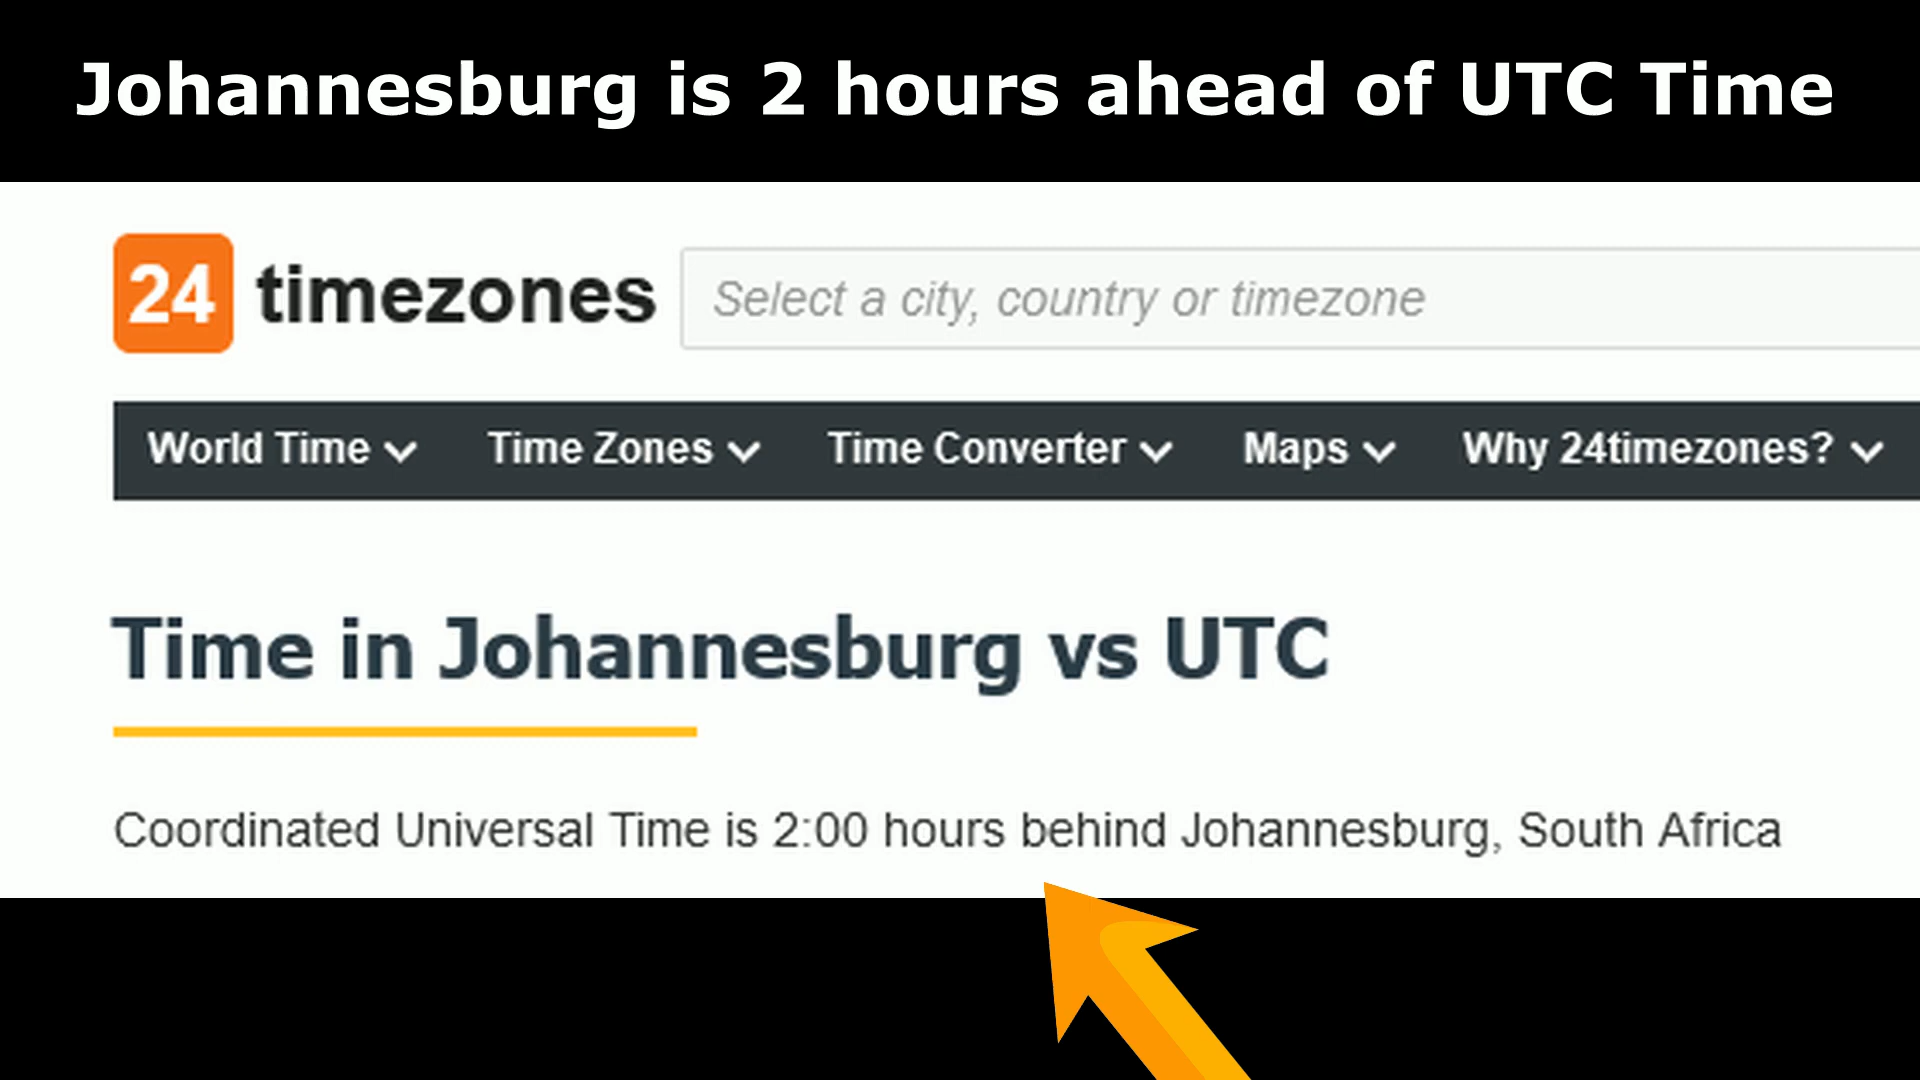 Johannesburg is 2 hours ahead of UTC Time
24 timezones Select a city, country or timezone
World Time Time Zones Time Converter Maps Why 24timezones?
Time in Johannesburg vs UTC
Coordinated Universal Time is 2:00 hours behind Johannesburg, South Africa